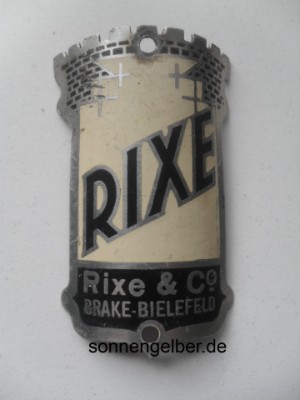 RIXE
Rixe & Co
BRAKE-BIELEFELD
sonnengelber.de